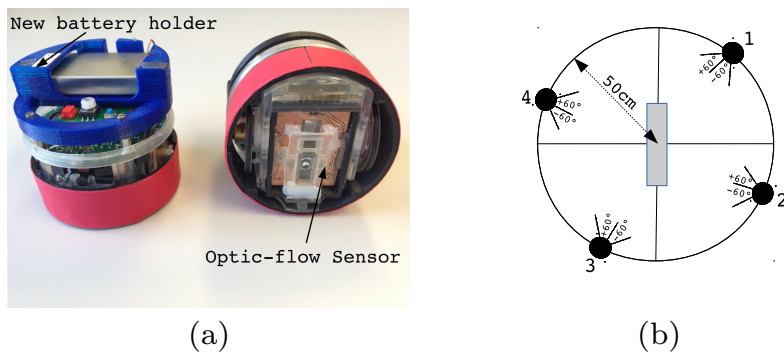 New battery holder
Optic-flow Sensor
(a)
1
+60°
-60°
50cm
4
+60°
-60°
+60°
-60°
2
+60°
-60°
3
(b)